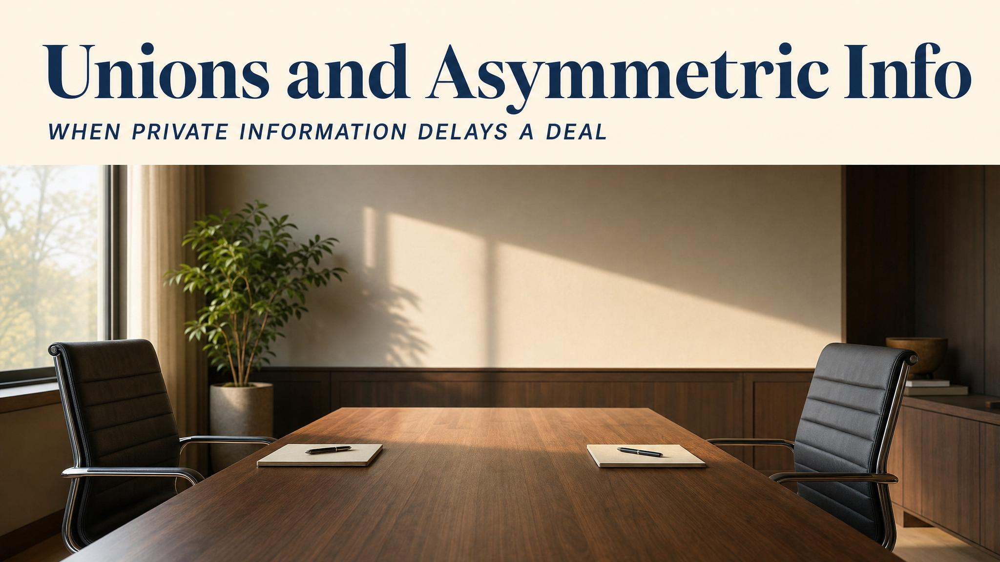 Unions and Asymmetric Info
WHEN PRIVATE INFORMATION DELAYS A DEAL